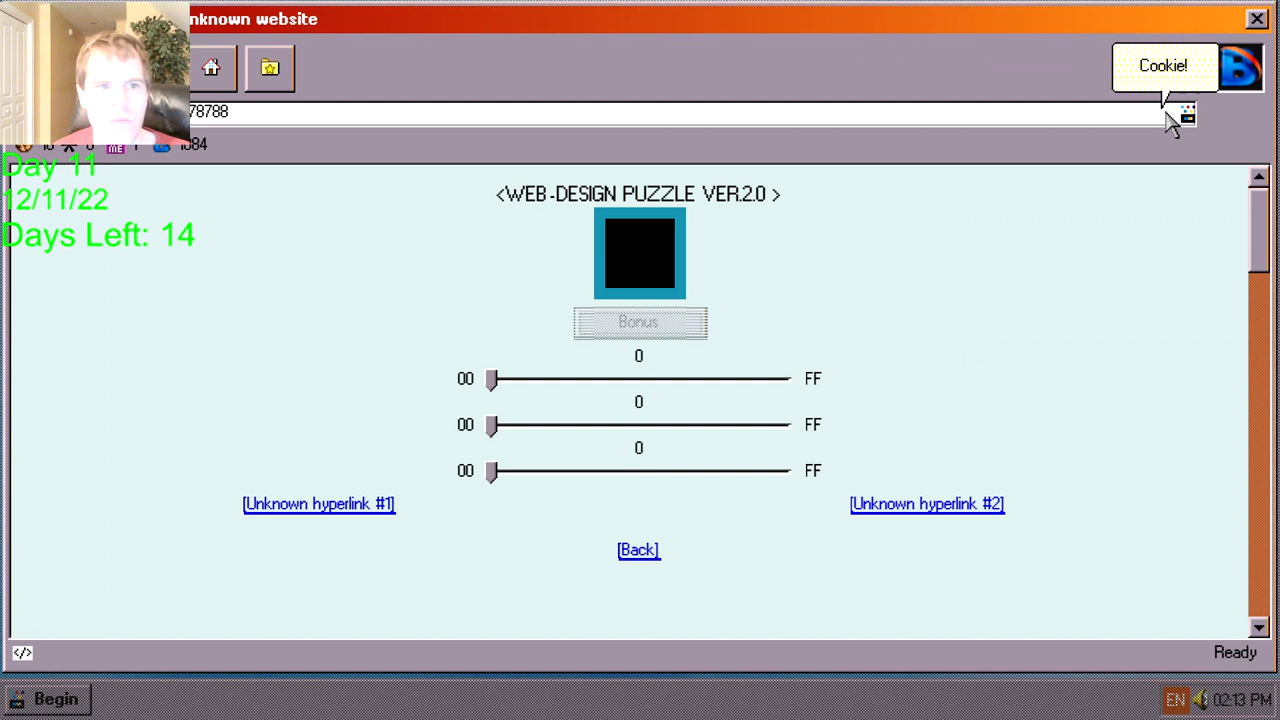 nknown website
Cookie!
78788
ME 1
Day 11
12/11/22
Days Left: 14
<WEB-DESIGN PUZZLE VER.2.0 >
Bonus
0
00 FF
0
00 FF
0
00 FF
[Unknown hyperlink #1] [Unknown hyperlink #2]
[Back]
</> Ready
Begin EN 02:13 PM